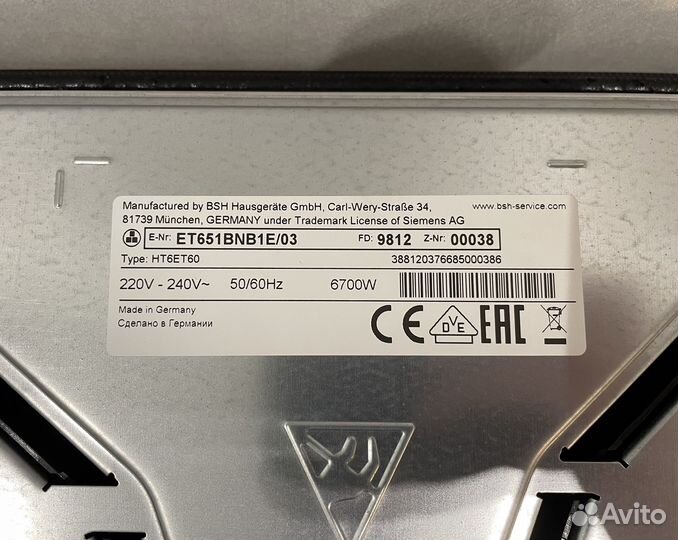 Manufactured by BSH Hausgeräte GmbH, Carl-Wery-Straße 34,
www.bsh-service.com
81739 München, GERMANY under Trademark License of Siemens AG
E-Nr: ET651BNB1E/03 FD: 9812 Z-Nr: 00038
Type: HT6ET60 388120376685000386
220V - 240V~ 50/60Hz 6700W
Made in Germany
Сделано в Германии
CE DVE EAC
Avito